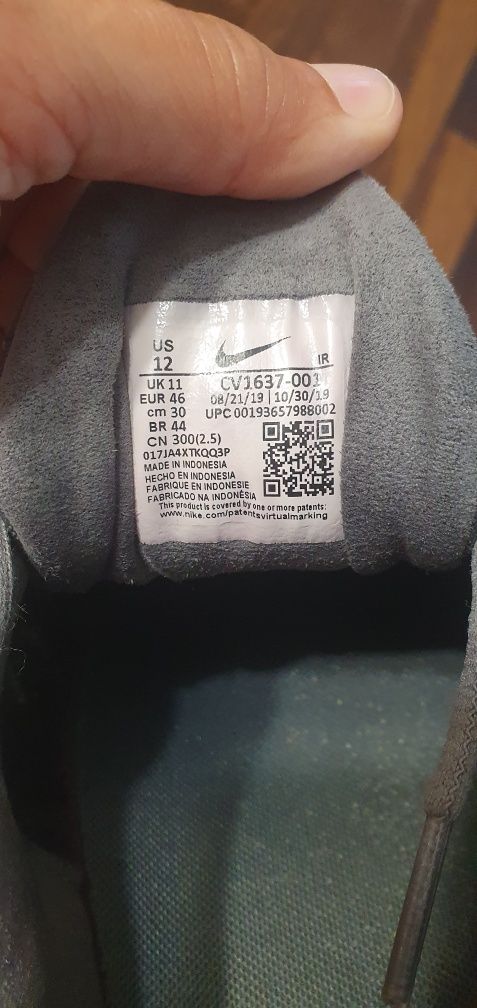 US
12
IR
UK 11 CV1637-001
EUR 46 08/21/19 | 10/30/19
cm 30 UPC 00193657988002
BR 44
CN 300(2.5)
017JA4XTKQQ3P
MADE IN INDONESIA
HECHO EN INDONESIA
FABRIQUE EN INDONESIE
FABRICADO NA INDONÉSIA
This product is covered by one or more patents:
www.nike.com/patentsvirtualmarking